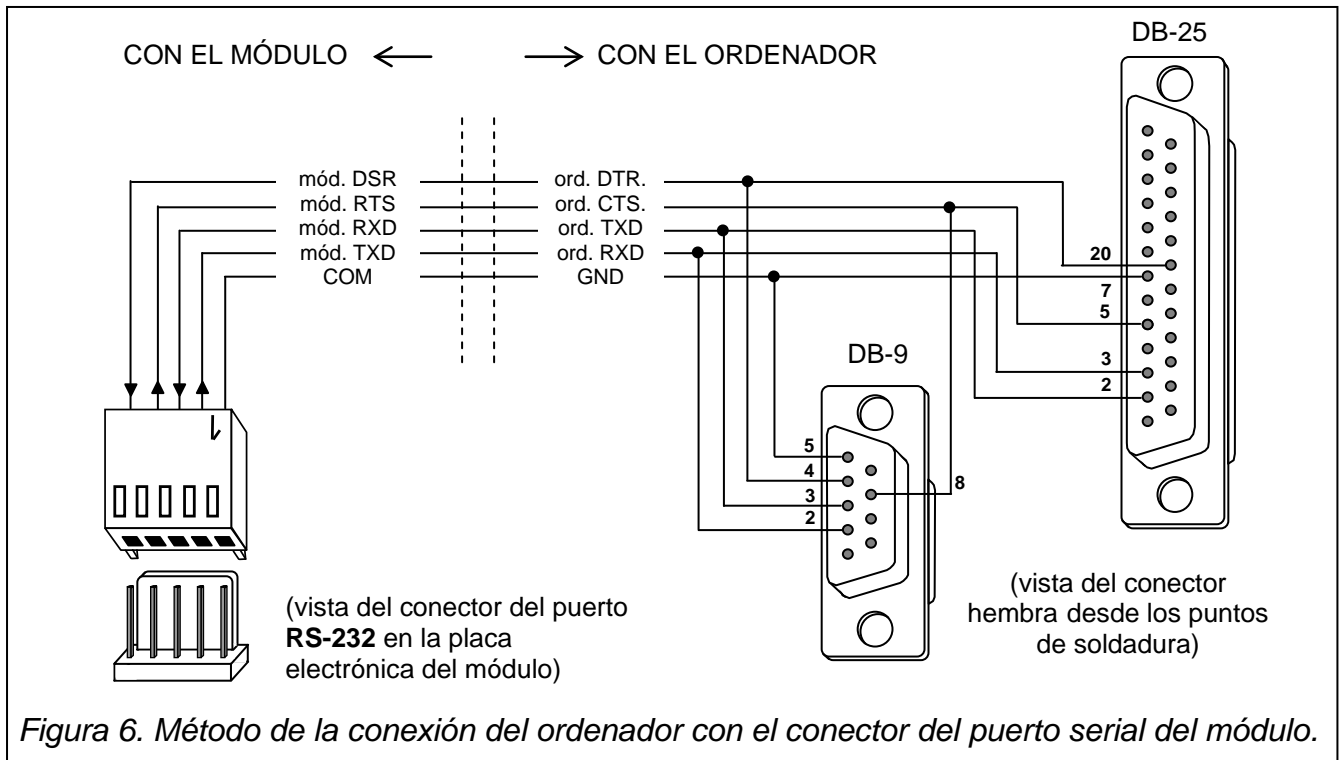 DB-25
CON EL MÓDULO
CON EL ORDENADOR
mód. DSR
ord. DTR.
mód. RTS
ord. CTS.
mód. RXD
ord. TXD
mód. TXD
ord. RXD
COM
GND
20
7
5
3
2
DB-9
5
4
3
2
8
(vista del conector del puerto
RS-232 en la placa
electrónica del módulo)
(vista del conector
hembra desde los puntos
de soldadura)
Figura 6. Método de la conexión del ordenador con el conector del puerto serial del módulo.